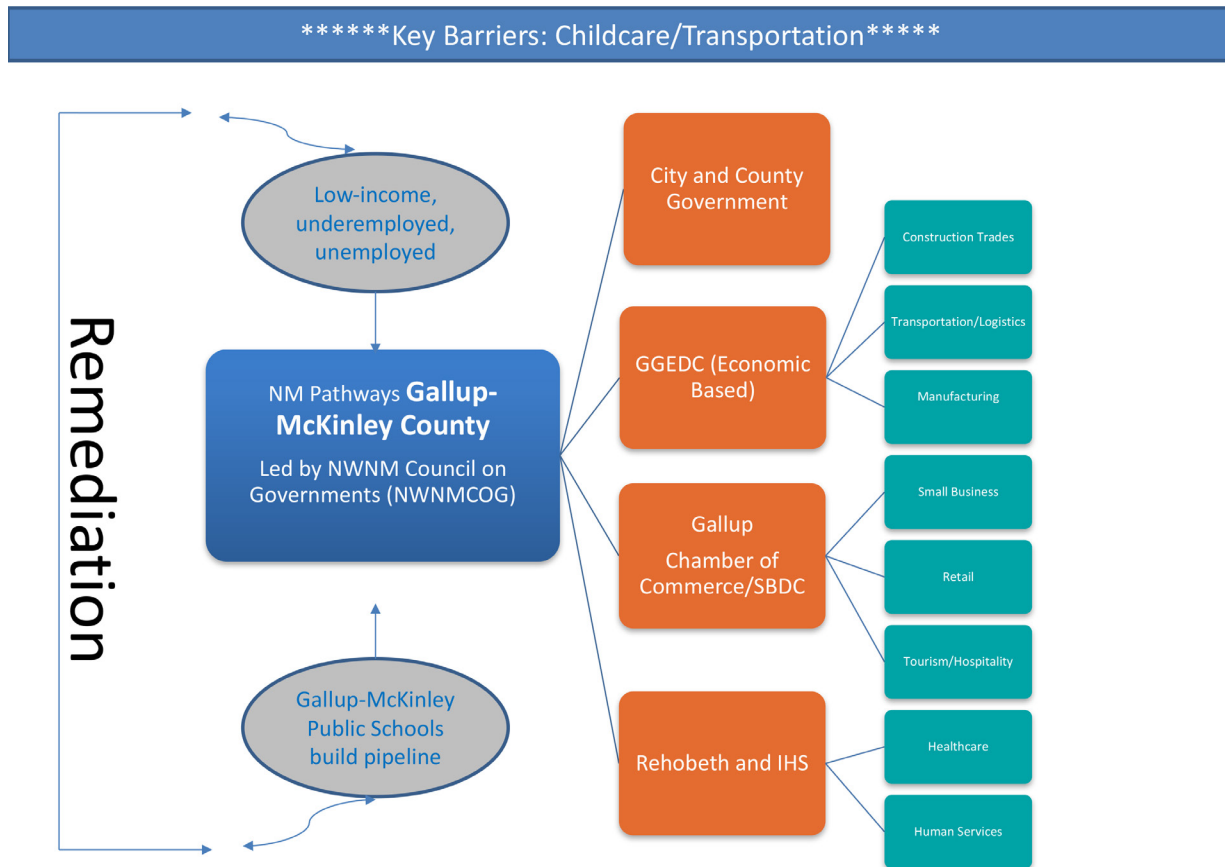 ******Key Barriers: Childcare/Transportation*****
Remediation
Low-income,
underemployed,
unemployed
NM Pathways Gallup-
McKinley County
Led by NWNM Council on
Governments (NWNMCOG)
Gallup-McKinley
Public Schools
build pipeline
City and County
Government
GGEDC (Economic
Based)
Gallup
Chamber of
Commerce/SBDC
Rehobeth and IHS
Construction Trades
Transportation/Logistics
Manufacturing
Small Business
Retail
Tourism/Hospitality
Healthcare
Human Services